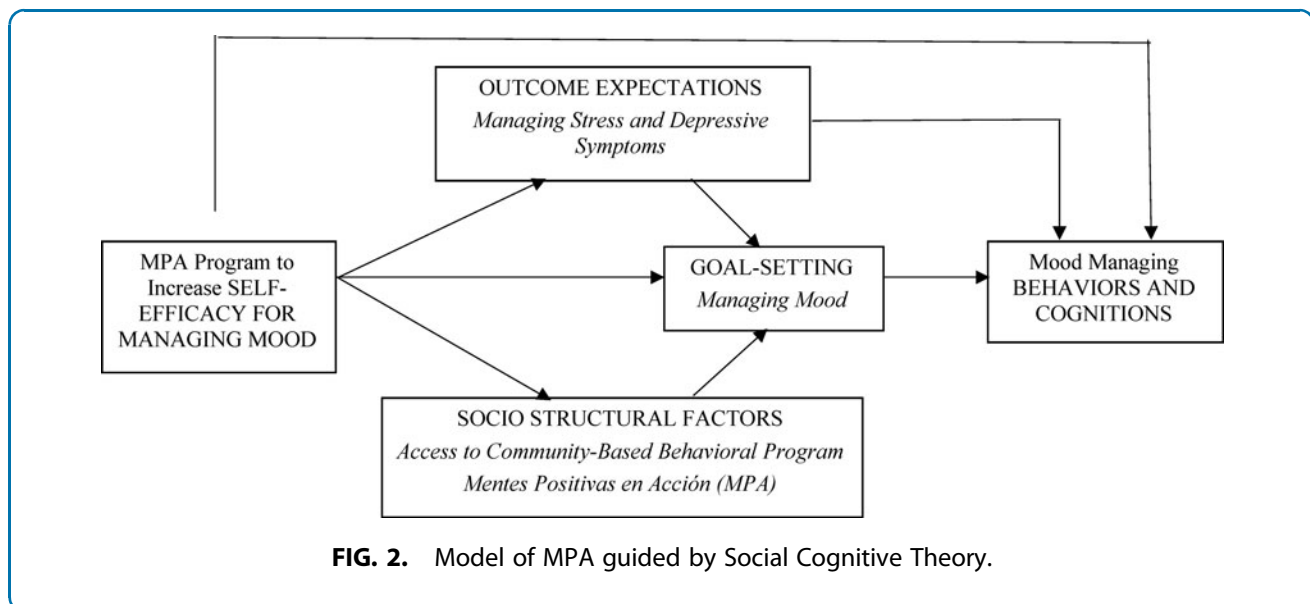 OUTCOME EXPECTATIONS
Managing Stress and Depressive
Symptoms
MPA Program to
Increase SELF-
EFFICACY FOR
MANAGING MOOD
GOAL-SETTING
Managing Mood
Mood Managing
BEHAVIORS AND
COGNITIONS
SOCIO STRUCTURAL FACTORS
Access to Community-Based Behavioral Program
Mentes Positivas en Acción (MPA)
FIG. 2. Model of MPA guided by Social Cognitive Theory.